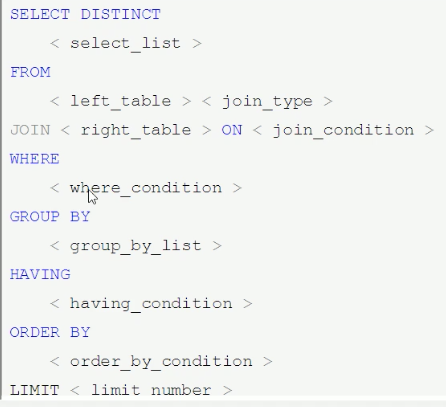 SELECT DISTINCT
< select_list >
FROM
< left_table > < join_type >
JOIN < right_table > ON < join_condition >
WHERE
< where_condition >
GROUP BY
< group_by_list >
HAVING
< having_condition >
ORDER BY
< order_by_condition >
LIMIT < limit number >